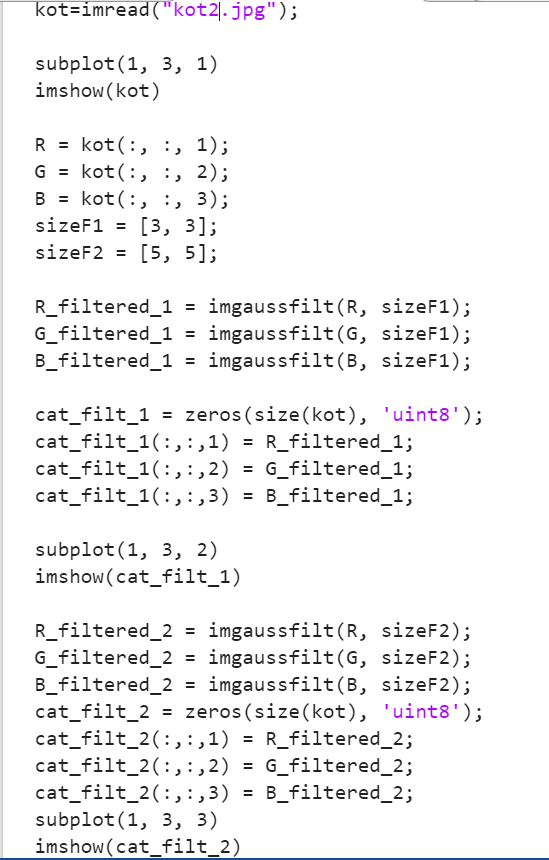 kot=imread("kot2.jpg");
subplot(1, 3, 1)
imshow(kot)
R = kot(:, :, 1);
G = kot(:, :, 2);
B = kot(:, :, 3);
sizeF1 = [3, 3];
sizeF2 = [5, 5];
R_filtered_1 = imgaussfilt(R, sizeF1);
G_filtered_1 = imgaussfilt(G, sizeF1);
B_filtered_1 = imgaussfilt(B, sizeF1);
cat_filt_1 = zeros(size(kot), 'uint8');
cat_filt_1(:,:,1) = R_filtered_1;
cat_filt_1(:,:,2) = G_filtered_1;
cat_filt_1(:,:,3) = B_filtered_1;
subplot(1, 3, 2)
imshow(cat_filt_1)
R_filtered_2 = imgaussfilt(R, sizeF2);
G_filtered_2 = imgaussfilt(G, sizeF2);
B_filtered_2 = imgaussfilt(B, sizeF2);
cat_filt_2 = zeros(size(kot), 'uint8');
cat_filt_2(:,:,1) = R_filtered_2;
cat_filt_2(:,:,2) = G_filtered_2;
cat_filt_2(:,:,3) = B_filtered_2;
subplot(1, 3, 3)
imshow(cat_filt_2)